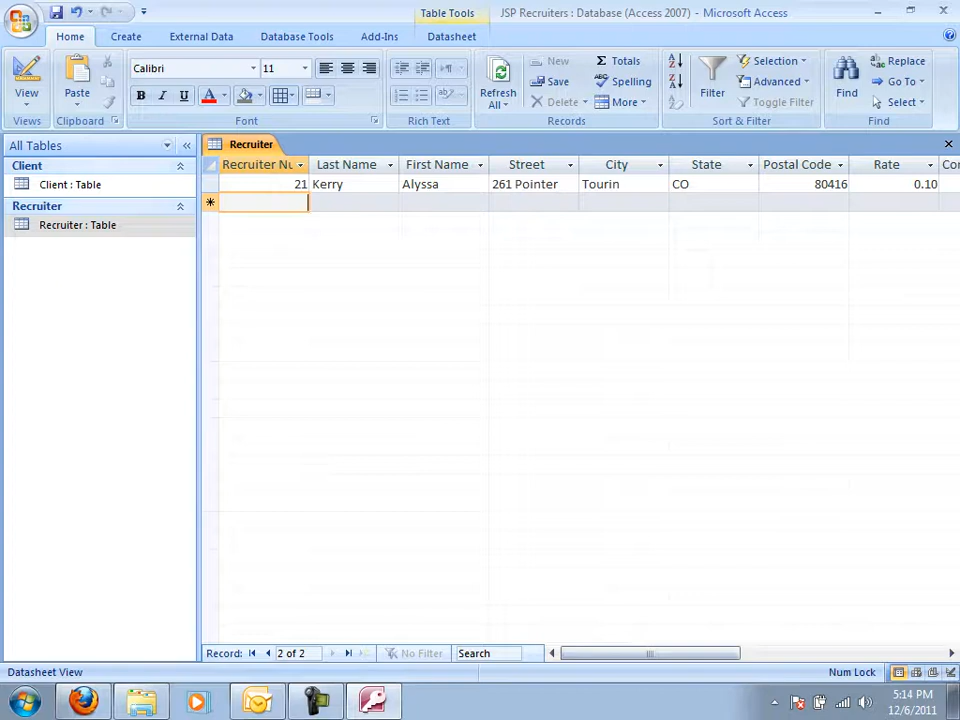 Table Tools
JSP Recruiters : Database (Access 2007) - Microsoft Access
Home
Create
External Data
Database Tools
Add-Ins
Datasheet
View
Views
Paste
Clipboard
Calibri
11
B I U A
Font
Rich Text
Refresh
All
New
Save
Delete
Totals
Spelling
More
Records
Filter
Selection
Advanced
Toggle Filter
Sort & Filter
Find
Replace
Go To
Select
Find
All Tables
Client
Client : Table
Recruiter
Recruiter : Table
Recruiter
Recruiter Nu Last Name First Name Street City State Postal Code Rate Con
21 Kerry Alyssa 261 Pointer Tourin CO 80416 0.10
Record: 2 of 2 No Filter Search
Datasheet View
Num Lock
5:14 PM
12/6/2011